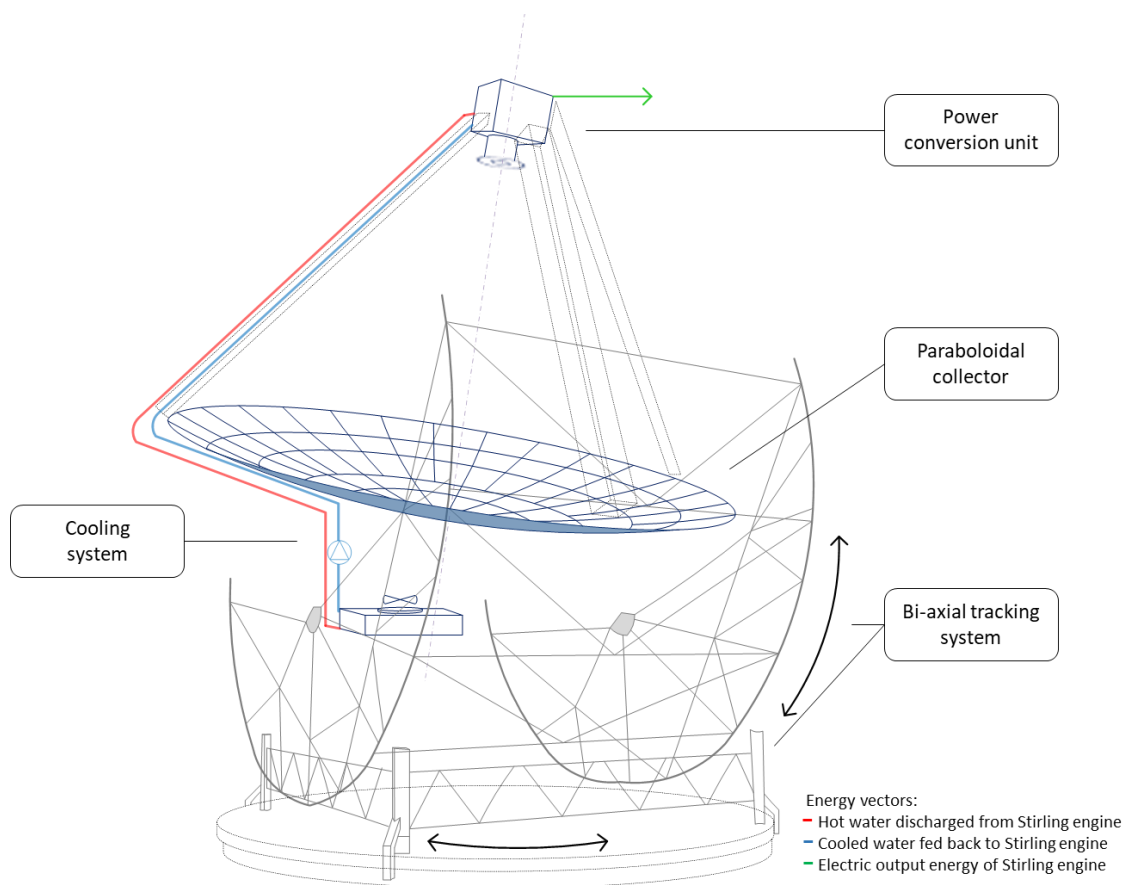 Power
conversion unit
Paraboloidal
collector
Cooling
system
Bi-axial tracking
system
Energy vectors:
Hot water discharged from Stirling engine
Cooled water fed back to Stirling engine
Electric output energy of Stirling engine